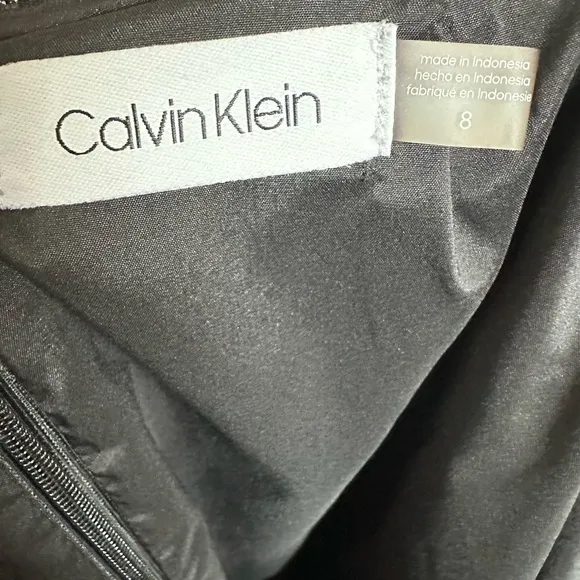 Calvin Klein
made in Indonesia
hecho en Indonesia
fabriqué en Indonesie
8